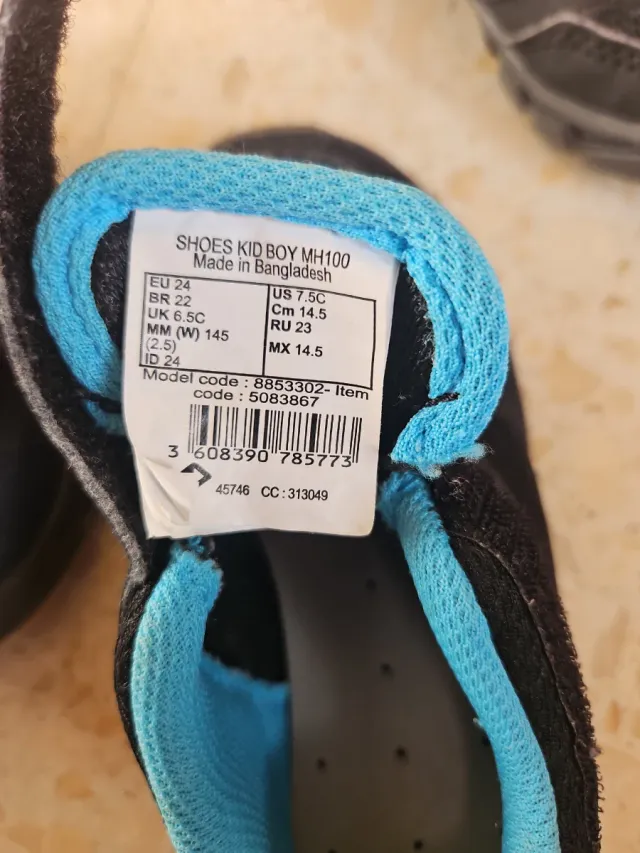 SHOES KID BOY MH100
Made in Bangladesh
EU 24
BR 22
UK 6.5C
MM (W) 145
(2.5)
ID 24
US 7.5C
Cm 14.5
RU 23
MX 14.5
Model code : 8853302- Item
code : 5083867
3 608390 785773
45746 CC : 313049